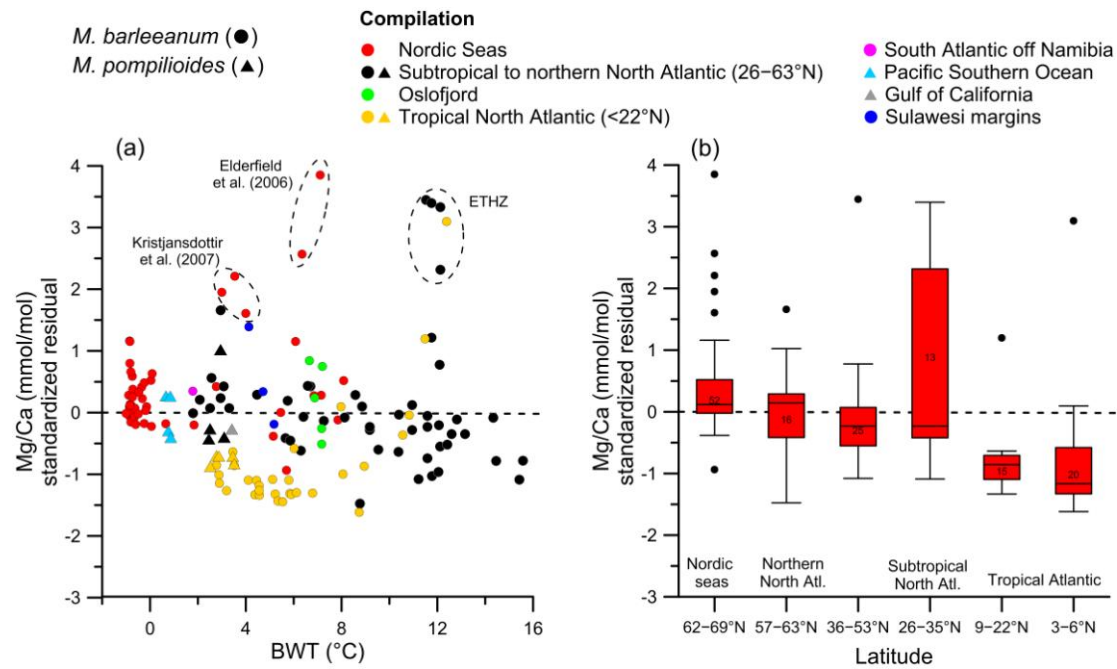 M. barleeanum (●)
M. pompilioides (▲)
Compilation
Nordic Seas
Subtropical to northern North Atlantic (26–63°N)
Oslofjord
Tropical North Atlantic (<22°N)
South Atlantic off Namibia
Pacific Southern Ocean
Gulf of California
Sulawesi margins
(a)
Mg/Ca (mmol/mol)
standardized residual
4
3
2
1
0
-1
-2
-3
Elderfield
et al. (2006)
Kristjansdottir
et al. (2007)
ETHZ
0 4 8 12 16
BWT (°C)
(b)
Mg/Ca (mmol/mol)
standardized residual
4
3
2
1
0
-1
-2
-3
52
16
25
13
15
20
Nordic
seas
Northern
North Atl.
Subtropical
North Atl.
Tropical Atlantic
62–69°N 57–63°N 36–53°N 26–35°N 9–22°N 3–6°N
Latitude